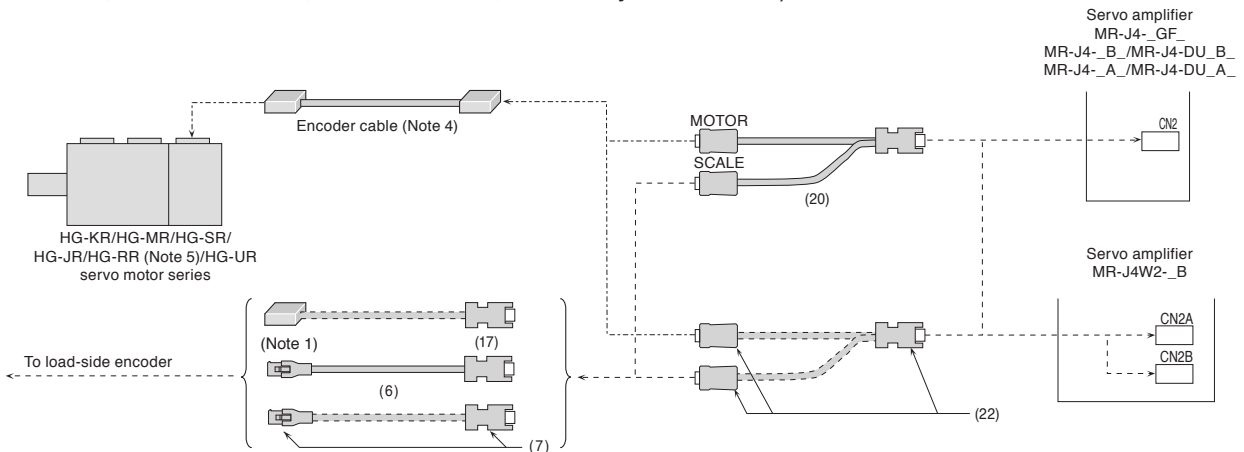 Servo amplifier
MR-J4-_GF_
MR-J4-_B_/MR-J4-DU_B_
MR-J4-_A_/MR-J4-DU_A_
CN2
Encoder cable (Note 4)
MOTOR
SCALE
(20)
HG-KR/HG-MR/HG-SR/
HG-JR/HG-RR (Note 5)/HG-UR
servo motor series
Servo amplifier
MR-J4W2-_B
CN2A
CN2B
To load-side encoder
(Note 1)
(17)
(6)
(7)
(22)